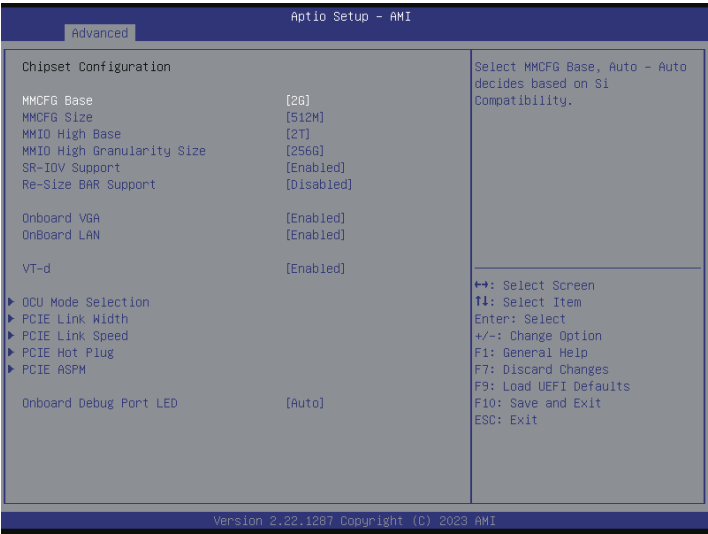 Aptio Setup - AMI
Advanced
Chipset Configuration
MMCFG Base [2G]
MMCFG Size [512M]
MMIO High Base [2T]
MMIO High Granularity Size [256G]
SR-IOV Support [Enabled]
Re-Size BAR Support [Disabled]
Onboard VGA [Enabled]
OnBoard LAN [Enabled]
VT-d [Enabled]
OCU Mode Selection
PCIE Link Width
PCIE Link Speed
PCIE Hot Plug
PCIE ASPM
Onboard Debug Port LED [Auto]
Select MMCFG Base, Auto - Auto
decides based on Si
Compatibility.
↔: Select Screen
↑↓: Select Item
Enter: Select
+/-: Change Option
F1: General Help
F7: Discard Changes
F9: Load UEFI Defaults
F10: Save and Exit
ESC: Exit
Version 2.22.1287 Copyright (C) 2023 AMI